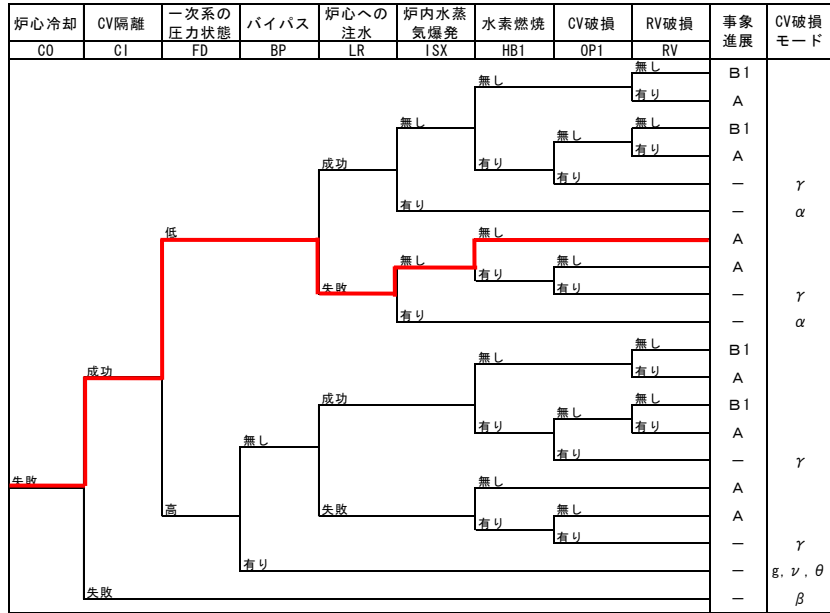 炉心冷却 CV隔離 一次系の圧力状態 バイパス 炉心への注水 炉内水蒸気爆発 水素燃焼 CV破損 RV破損 事象進展 CV破損モード
CO CI FD BP LR ISX HB1 OP1 RV
無し B1
無し
有り A
無し 無し 無し B1
有り A
成功 有り
有り － γ
有り － α
低 無し A
無し 無し A
有り
失敗 有り － γ
有り － α
無し B1
成功 無し
有り A
成功 無し B1
無し
有り 有り A
無し
有り － γ
失敗 無し A
高 失敗 無し A
有り
有り － γ
有り － g, ν, θ
失敗 － β